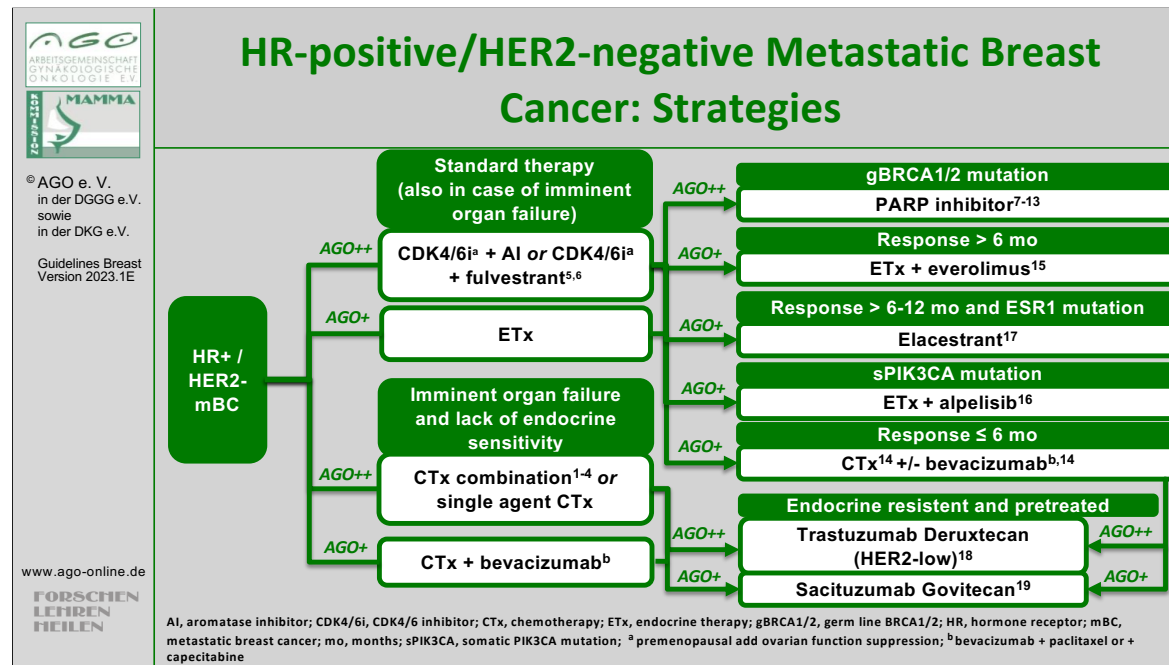 AGO
ARBEITSGEMEINSCHAFT
GYNÄKOLOGISCHE
ONKOLOGIE E.V.
KOMMISSION
MAMMA
© AGO e. V.
in der DGGG e.V.
sowie
in der DKG e.V.
Guidelines Breast
Version 2023.1E
www.ago-online.de
FORSCHEN
LEHREN
HEILEN
HR-positive/HER2-negative Metastatic Breast
Cancer: Strategies
HR+ /
HER2-
mBC
Standard therapy
(also in case of imminent
organ failure)
AGO++
CDK4/6iᵃ + AI or CDK4/6iᵃ
+ fulvestrant⁵,⁶
AGO+
ETx
Imminent organ failure
and lack of endocrine
sensitivity
AGO++
CTx combination¹⁻⁴ or
single agent CTx
AGO+
CTx + bevacizumabᵇ
gBRCA1/2 mutation
AGO++
PARP inhibitor⁷⁻¹³
Response > 6 mo
AGO+
ETx + everolimus¹⁵
Response > 6-12 mo and ESR1 mutation
AGO+
Elacestrant¹⁷
sPIK3CA mutation
AGO+
ETx + alpelisib¹⁶
Response ≤ 6 mo
AGO+
CTx¹⁴ +/- bevacizumabᵇ,¹⁴
Endocrine resistent and pretreated
AGO++
Trastuzumab Deruxtecan
(HER2-low)¹⁸
AGO++
AGO+
Sacituzumab Govitecan¹⁹
AGO+
AI, aromatase inhibitor; CDK4/6i, CDK4/6 inhibitor; CTx, chemotherapy; ETx, endocrine therapy; gBRCA1/2, germ line BRCA1/2; HR, hormone receptor; mBC,
metastatic breast cancer; mo, months; sPIK3CA, somatic PIK3CA mutation; ᵃ premenopausal add ovarian function suppression; ᵇ bevacizumab + paclitaxel or +
capecitabine